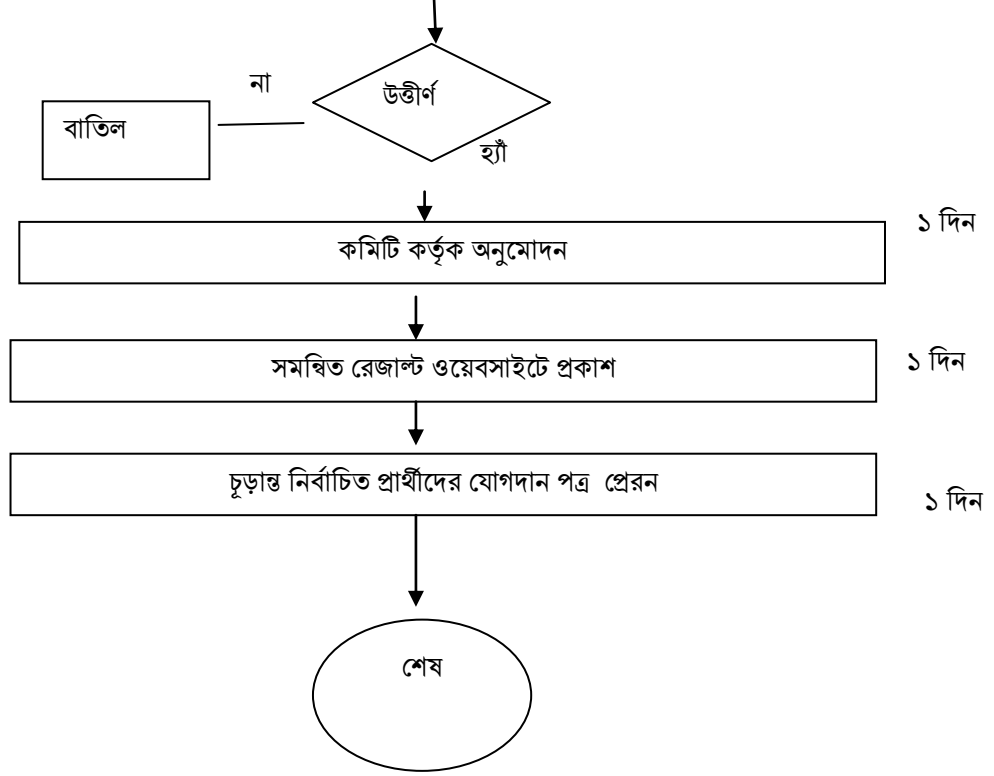 না
উত্তীর্ণ
বাতিল
হ্যাঁ
১ দিন
কমিটি কর্তৃক অনুমোদন
সমন্বিত রেজাল্ট ওয়েবসাইটে প্রকাশ
১ দিন
চূড়ান্ত নির্বাচিত প্রার্থীদের যোগদান পত্র প্রেরন
১ দিন
শেষ